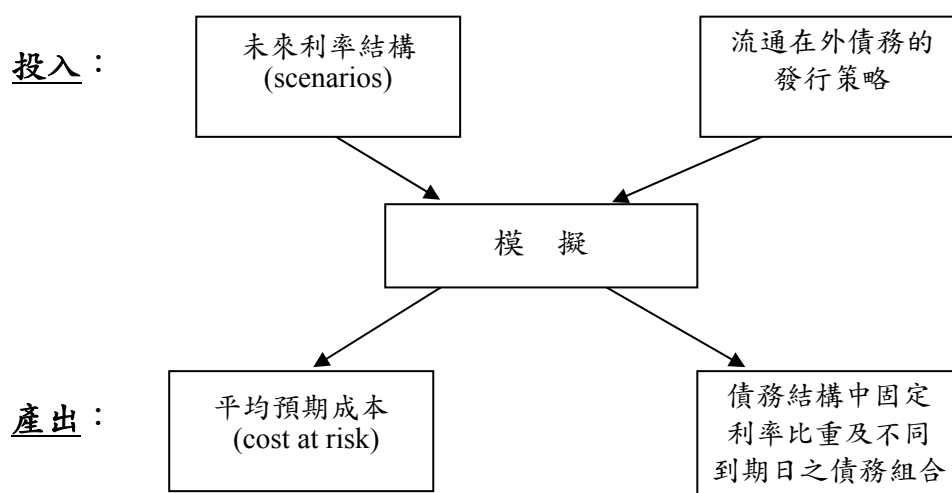 投入：
未來利率結構
(scenarios)
流通在外債務的
發行策略
模 擬
產出：
平均預期成本
(cost at risk)
債務結構中固定
利率比重及不同
到期日之債務組合